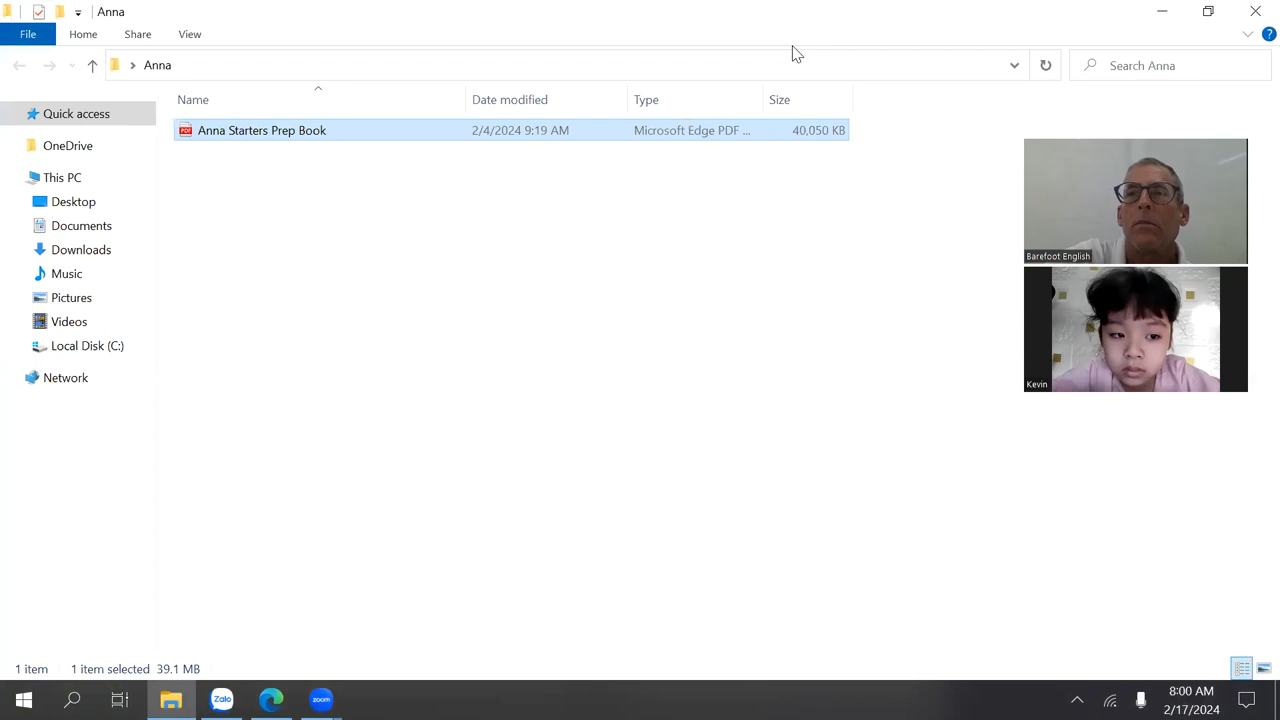 Anna
File
Home
Share
View
Anna
Search Anna
Name
Date modified
Type
Size
Anna Starters Prep Book
2/4/2024 9:19 AM
Microsoft Edge PDF ...
40,050 KB
Quick access
OneDrive
This PC
Desktop
Documents
Downloads
Music
Pictures
Videos
Local Disk (C:)
Network
Barefoot English
Kevin
1 item
1 item selected 39.1 MB
PDF
Zalo
zoom
8:00 AM
2/17/2024